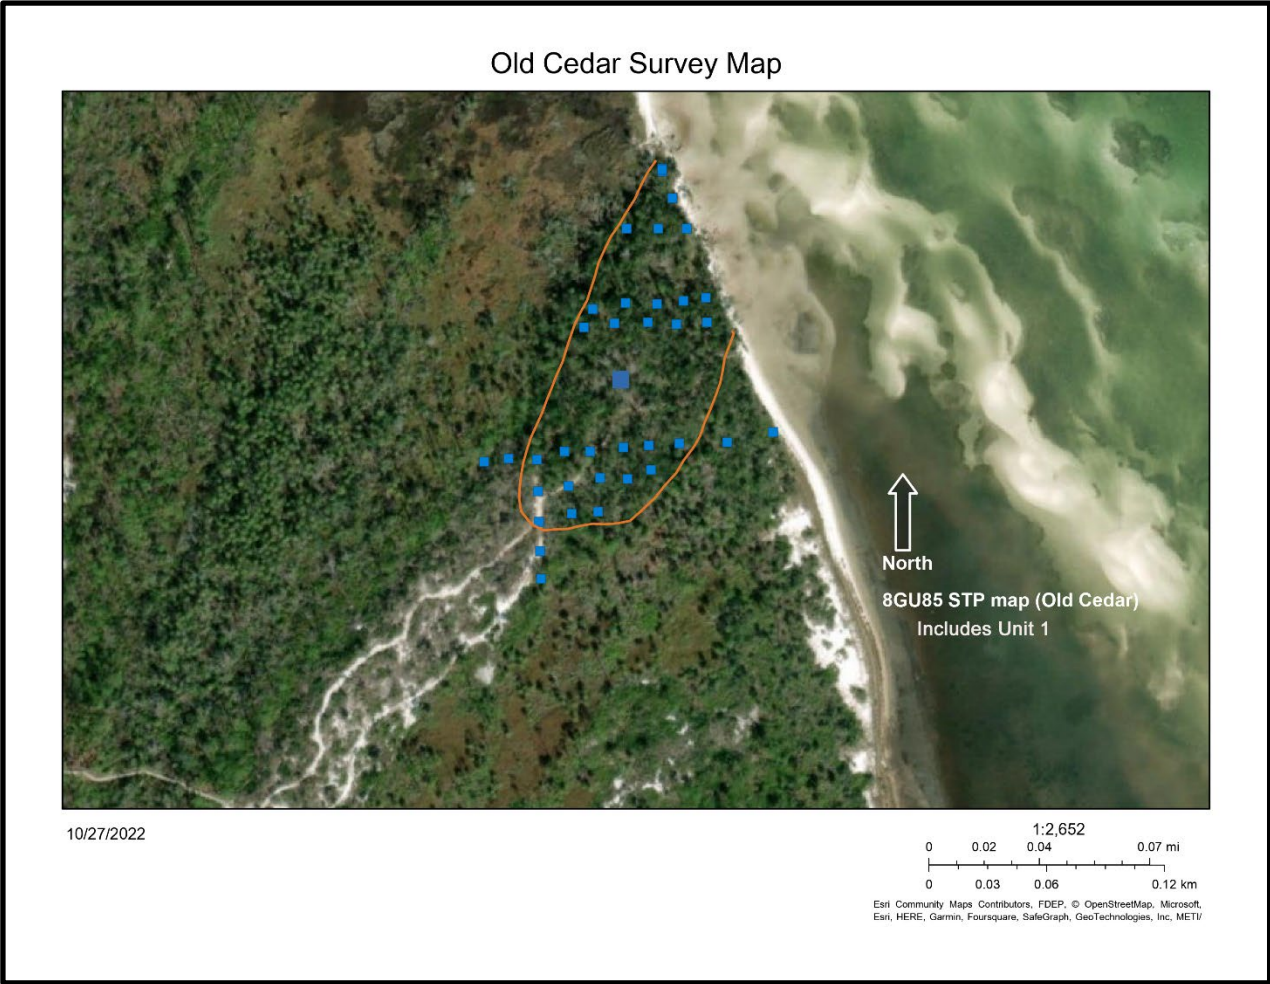 Old Cedar Survey Map
North
8GU85 STP map (Old Cedar)
Includes Unit 1
10/27/2022
1:2,652
0 0.02 0.04 0.07 mi
0 0.03 0.06 0.12 km
Esri Community Maps Contributors, FDEP, © OpenStreetMap, Microsoft,
Esri, HERE, Garmin, Foursquare, SafeGraph, GeoTechnologies, Inc, METI/